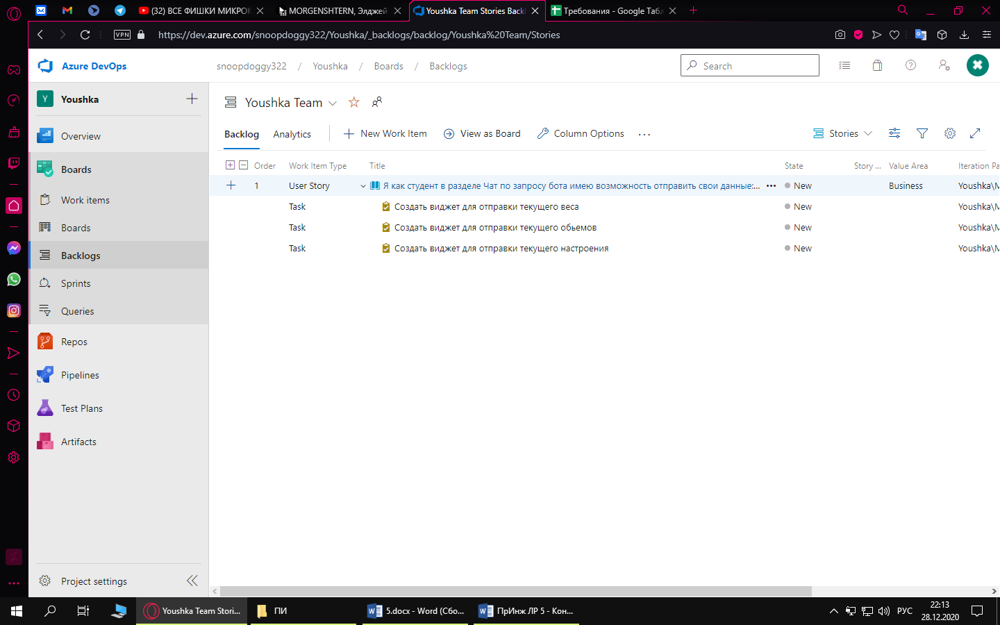 (32) ВСЕ ФИШКИ МИКРОК
MORGENSHTERN, Элджей
Youshka Team Stories Back
Требования - Google Табл
VPN
https://dev.azure.com/snoopdoggy322/Youshka/_backlogs/backlog/Youshka%20Team/Stories
Azure DevOps
snoopdoggy322 / Youshka / Boards / Backlogs
Search
Y Youshka
Youshka Team
Overview
Backlog Analytics New Work Item View as Board Column Options Stories
Boards
Order Work Item Type Title State Story ... Value Area Iteration Pa
1 User Story Я как студент в разделе Чат по запросу бота имею возможность отправить свои данные:... New Business Youshka\M
Work items
Task Создать виджет для отправки текущего веса New Youshka\M
Boards
Task Создать виджет для отправки текущего обьемов New Youshka\M
Backlogs
Task Создать виджет для отправки текущего настроения New Youshka\M
Sprints
Queries
Repos
Pipelines
Test Plans
Artifacts
Project settings
Youshka Team Stori...
ПИ
5.docx - Word (Сбо...
ПрИнж ЛР 5 - Кон...
РУС
22:13
28.12.2020